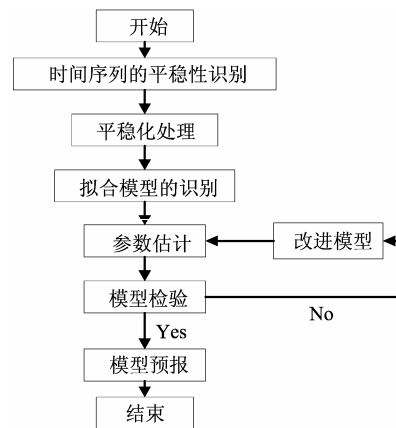 开始
时间序列的平稳性识别
平稳化处理
拟合模型的识别
参数估计
改进模型
模型检验
No
Yes
模型预报
结束